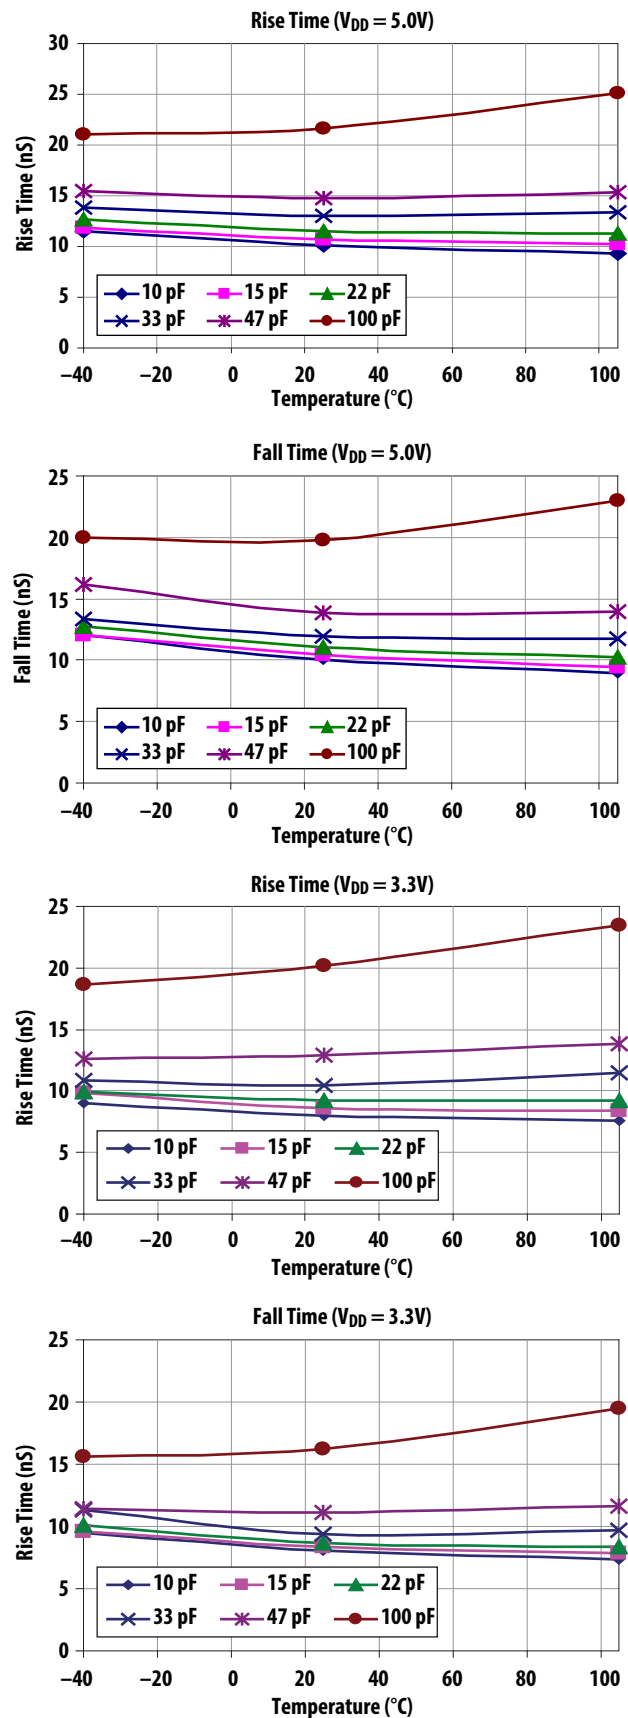 Rise Time (VDD = 5.0V)
30
25
20
15
10
5
0
Rise Time (nS)
10 pF 15 pF 22 pF
33 pF 47 pF 100 pF
−40 −20 0 20 40 60 80 100
Temperature (°C)
Fall Time (VDD = 5.0V)
25
20
15
10
5
0
Fall Time (nS)
10 pF 15 pF 22 pF
33 pF 47 pF 100 pF
−40 −20 0 20 40 60 80 100
Temperature (°C)
Rise Time (VDD = 3.3V)
25
20
15
10
5
0
Rise Time (nS)
10 pF 15 pF 22 pF
33 pF 47 pF 100 pF
−40 −20 0 20 40 60 80 100
Temperature (°C)
Fall Time (VDD = 3.3V)
25
20
15
10
5
0
Rise Time (nS)
10 pF 15 pF 22 pF
33 pF 47 pF 100 pF
−40 −20 0 20 40 60 80 100
Temperature (°C)